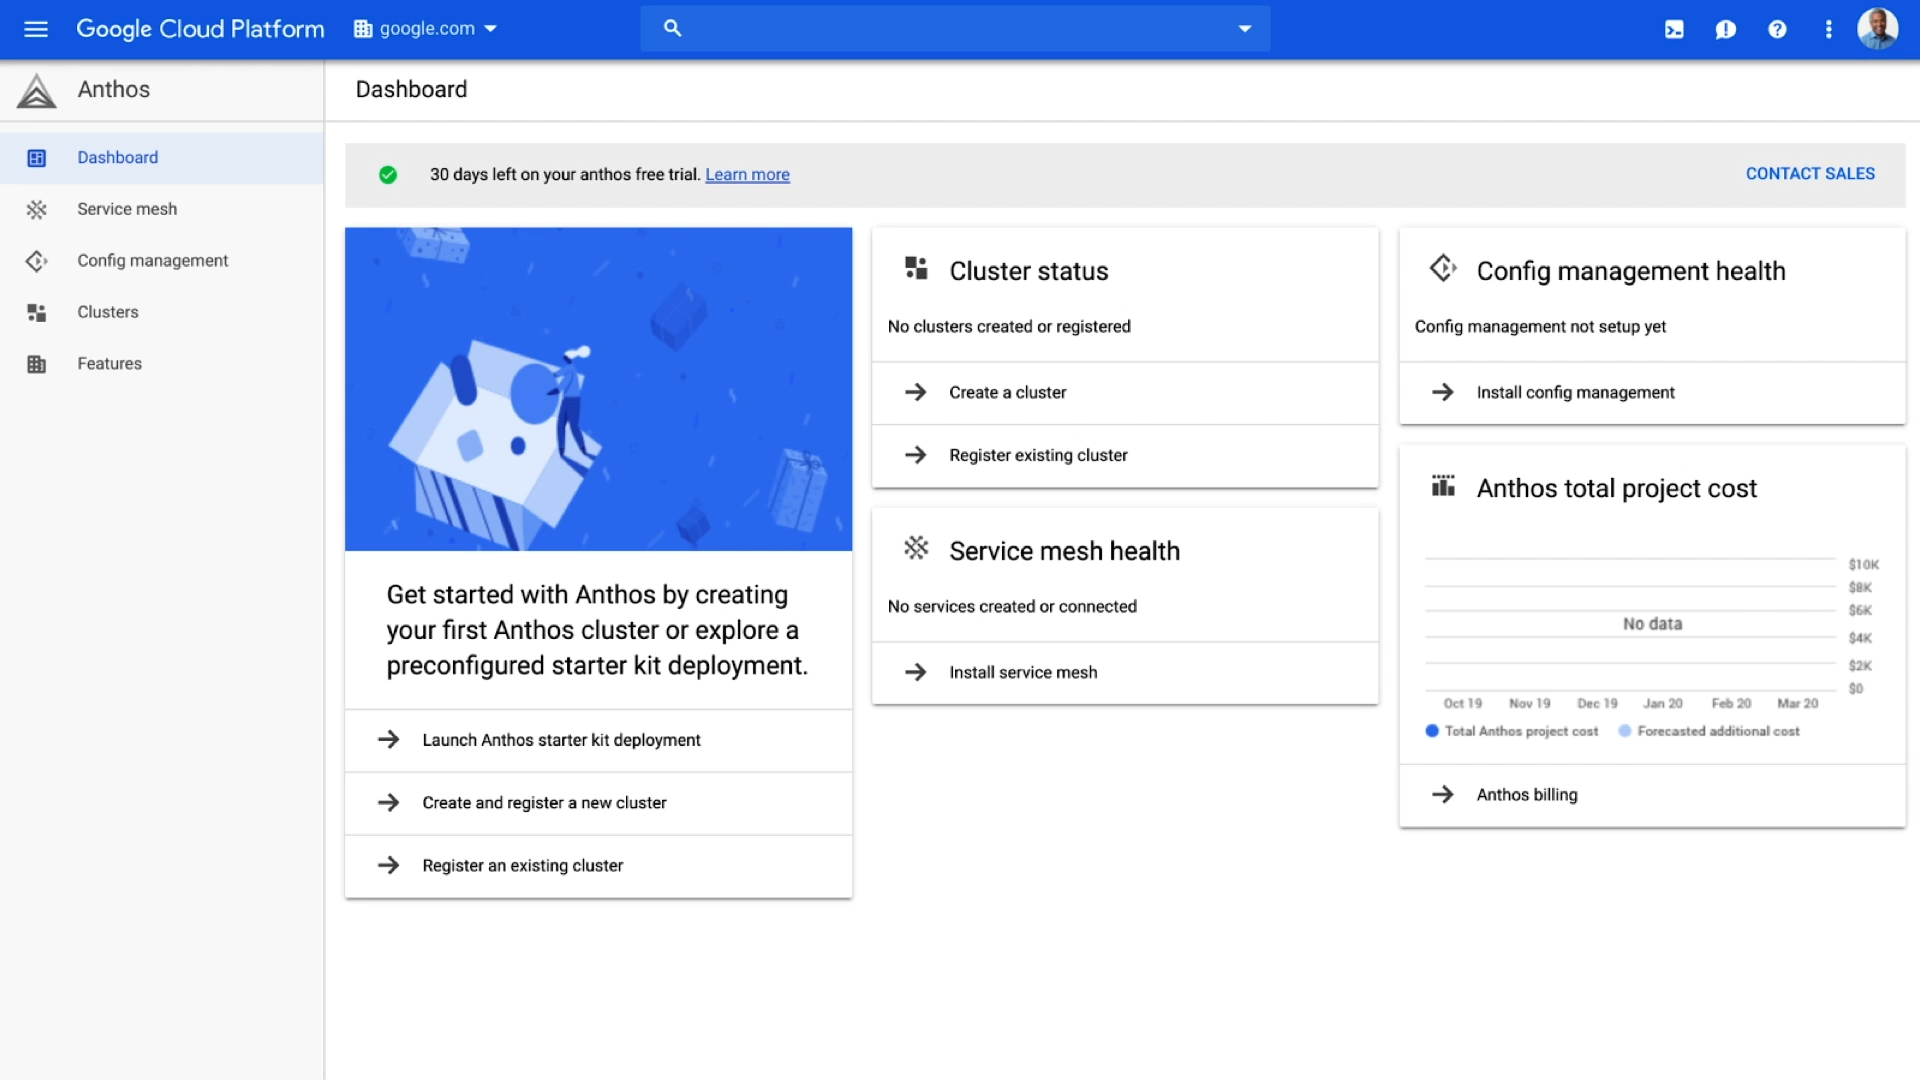 Google Cloud Platform
google.com
Anthos
Dashboard
Dashboard
Service mesh
Config management
Clusters
Features
30 days left on your anthos free trial. Learn more
CONTACT SALES
Get started with Anthos by creating
your first Anthos cluster or explore a
preconfigured starter kit deployment.
Launch Anthos starter kit deployment
Create and register a new cluster
Register an existing cluster
Cluster status
No clusters created or registered
Create a cluster
Register existing cluster
Service mesh health
No services created or connected
Install service mesh
Config management health
Config management not setup yet
Install config management
Anthos total project cost
$10K
$8K
$6K
No data
$4K
$2K
$0
Oct 19 Nov 19 Dec 19 Jan 20 Feb 20 Mar 20
Total Anthos project cost Forecasted additional cost
Anthos billing